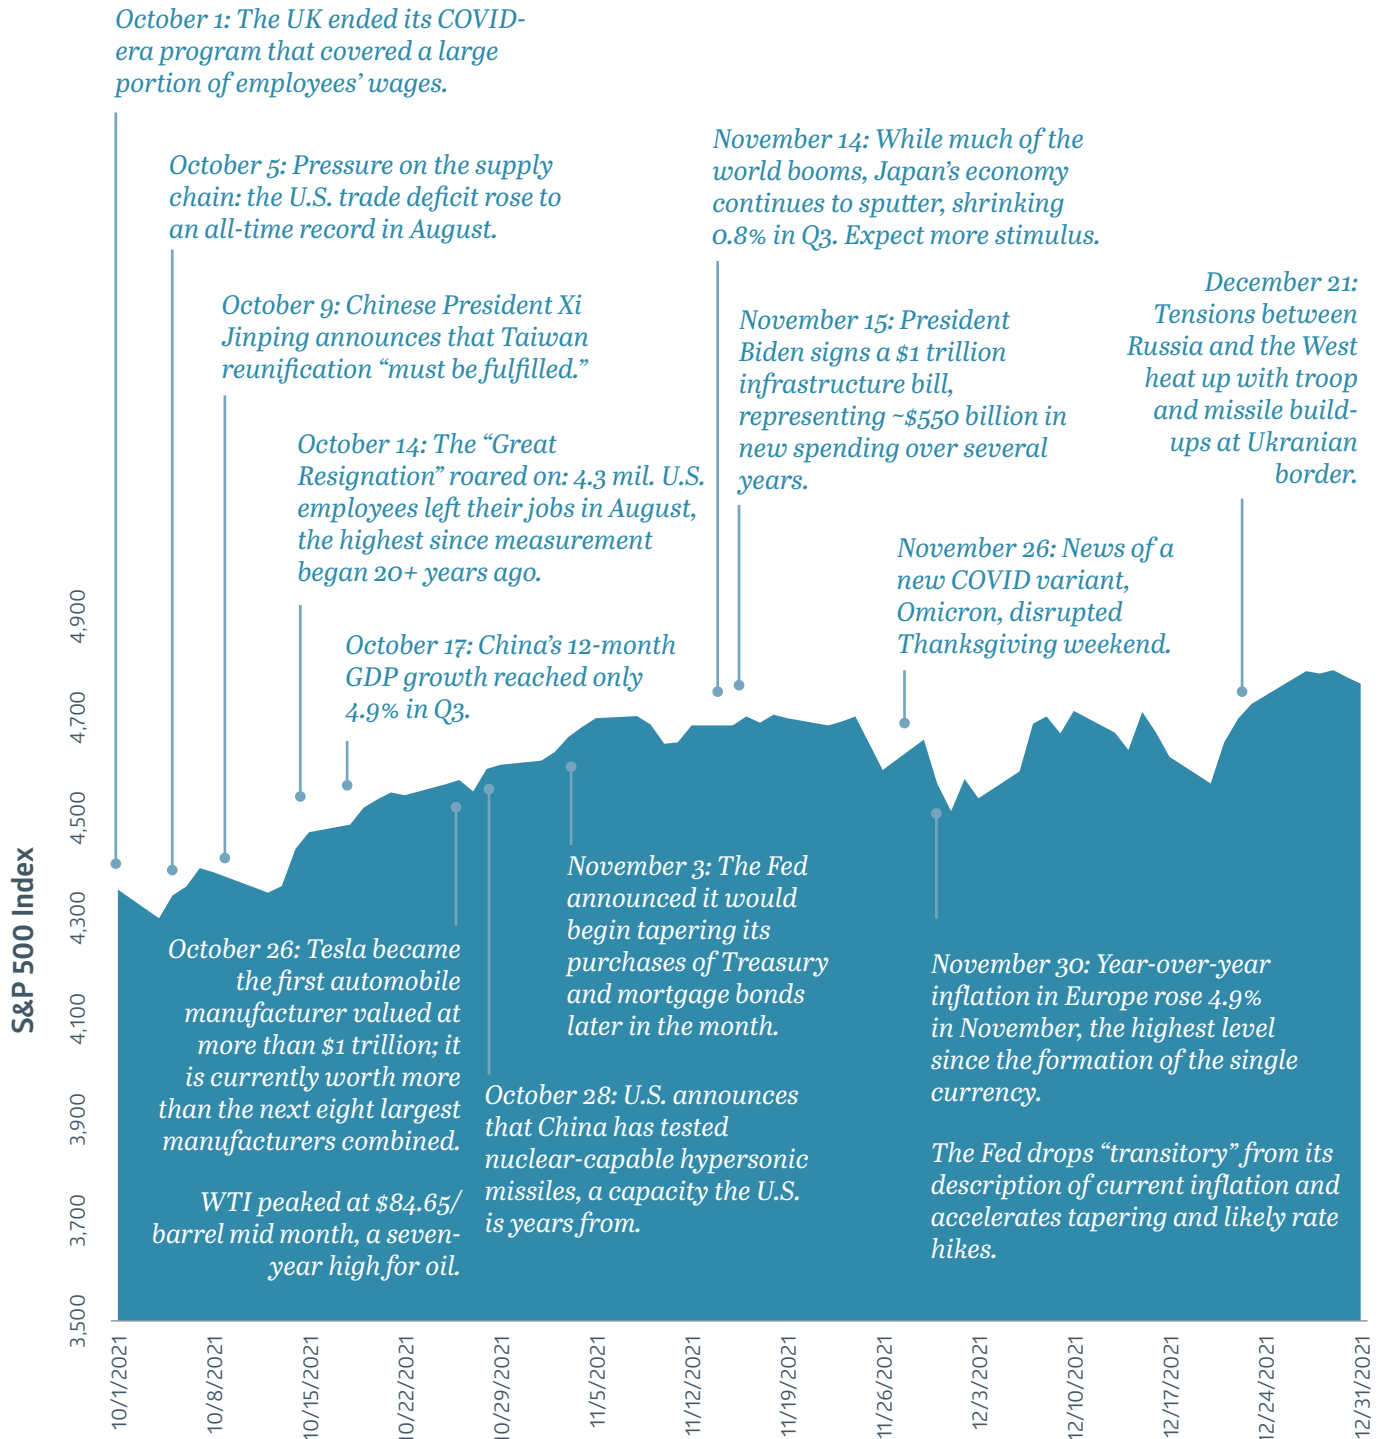 October 1: The UK ended its COVID-
era program that covered a large
portion of employees’ wages.
October 5: Pressure on the supply
chain: the U.S. trade deficit rose to
an all-time record in August.
October 9: Chinese President Xi
Jinping announces that Taiwan
reunification “must be fulfilled.”
October 14: The “Great
Resignation” roared on: 4.3 mil. U.S.
employees left their jobs in August,
the highest since measurement
began 20+ years ago.
October 17: China’s 12-month
GDP growth reached only
4.9% in Q3.
November 14: While much of the
world booms, Japan’s economy
continues to sputter, shrinking
0.8% in Q3. Expect more stimulus.
November 15: President
Biden signs a $1 trillion
infrastructure bill,
representing ~$550 billion in
new spending over several
years.
November 26: News of a
new COVID variant,
Omicron, disrupted
Thanksgiving weekend.
December 21:
Tensions between
Russia and the West
heat up with troop
and missile build-
ups at Ukranian
border.
October 26: Tesla became
the first automobile
manufacturer valued at
more than $1 trillion; it
is currently worth more
than the next eight largest
manufacturers combined.
WTI peaked at $84.65/
barrel mid month, a seven-
year high for oil.
October 28: U.S. announces
that China has tested
nuclear-capable hypersonic
missiles, a capacity the U.S.
is years from.
November 3: The Fed
announced it would
begin tapering its
purchases of Treasury
and mortgage bonds
later in the month.
November 30: Year-over-year
inflation in Europe rose 4.9%
in November, the highest level
since the formation of the single
currency.
The Fed drops “transitory” from its
description of current inflation and
accelerates tapering and likely rate
hikes.
S&P 500 Index
4,900
4,700
4,500
4,300
4,100
3,900
3,700
3,500
10/1/2021
10/8/2021
10/15/2021
10/22/2021
10/29/2021
11/5/2021
11/12/2021
11/19/2021
11/26/2021
12/3/2021
12/10/2021
12/17/2021
12/24/2021
12/31/2021